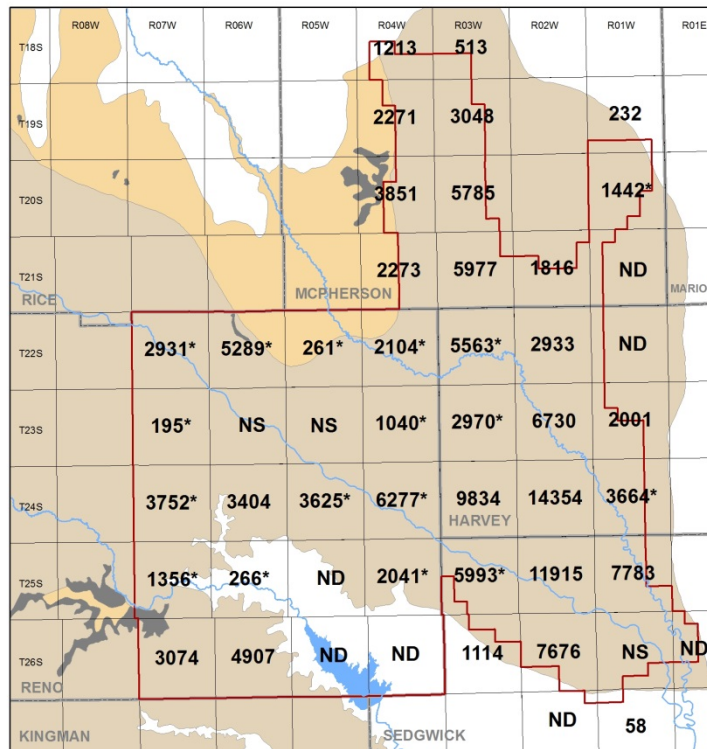 R08W R07W R06W R05W R04W R03W R02W R01W R01E
T18S 1213 513
T19S 2271 3048 232
T20S 3851 5785 1442*
T21S 2273 5977 1816 ND
RICE MCPHERSON MARIO
T22S 2931* 5289* 261* 2104* 5563* 2933 ND
T23S 195* NS NS 1040* 2970* 6730 2001
T24S 3752* 3404 3625* 6277* 9834 14354 3664*
HARVEY
T25S 1356* 266* ND 2041* 5993* 11915 7783
T26S 3074 4907 ND ND 1114 7676 NS ND
RENO
ND 58
KINGMAN SEDGWICK